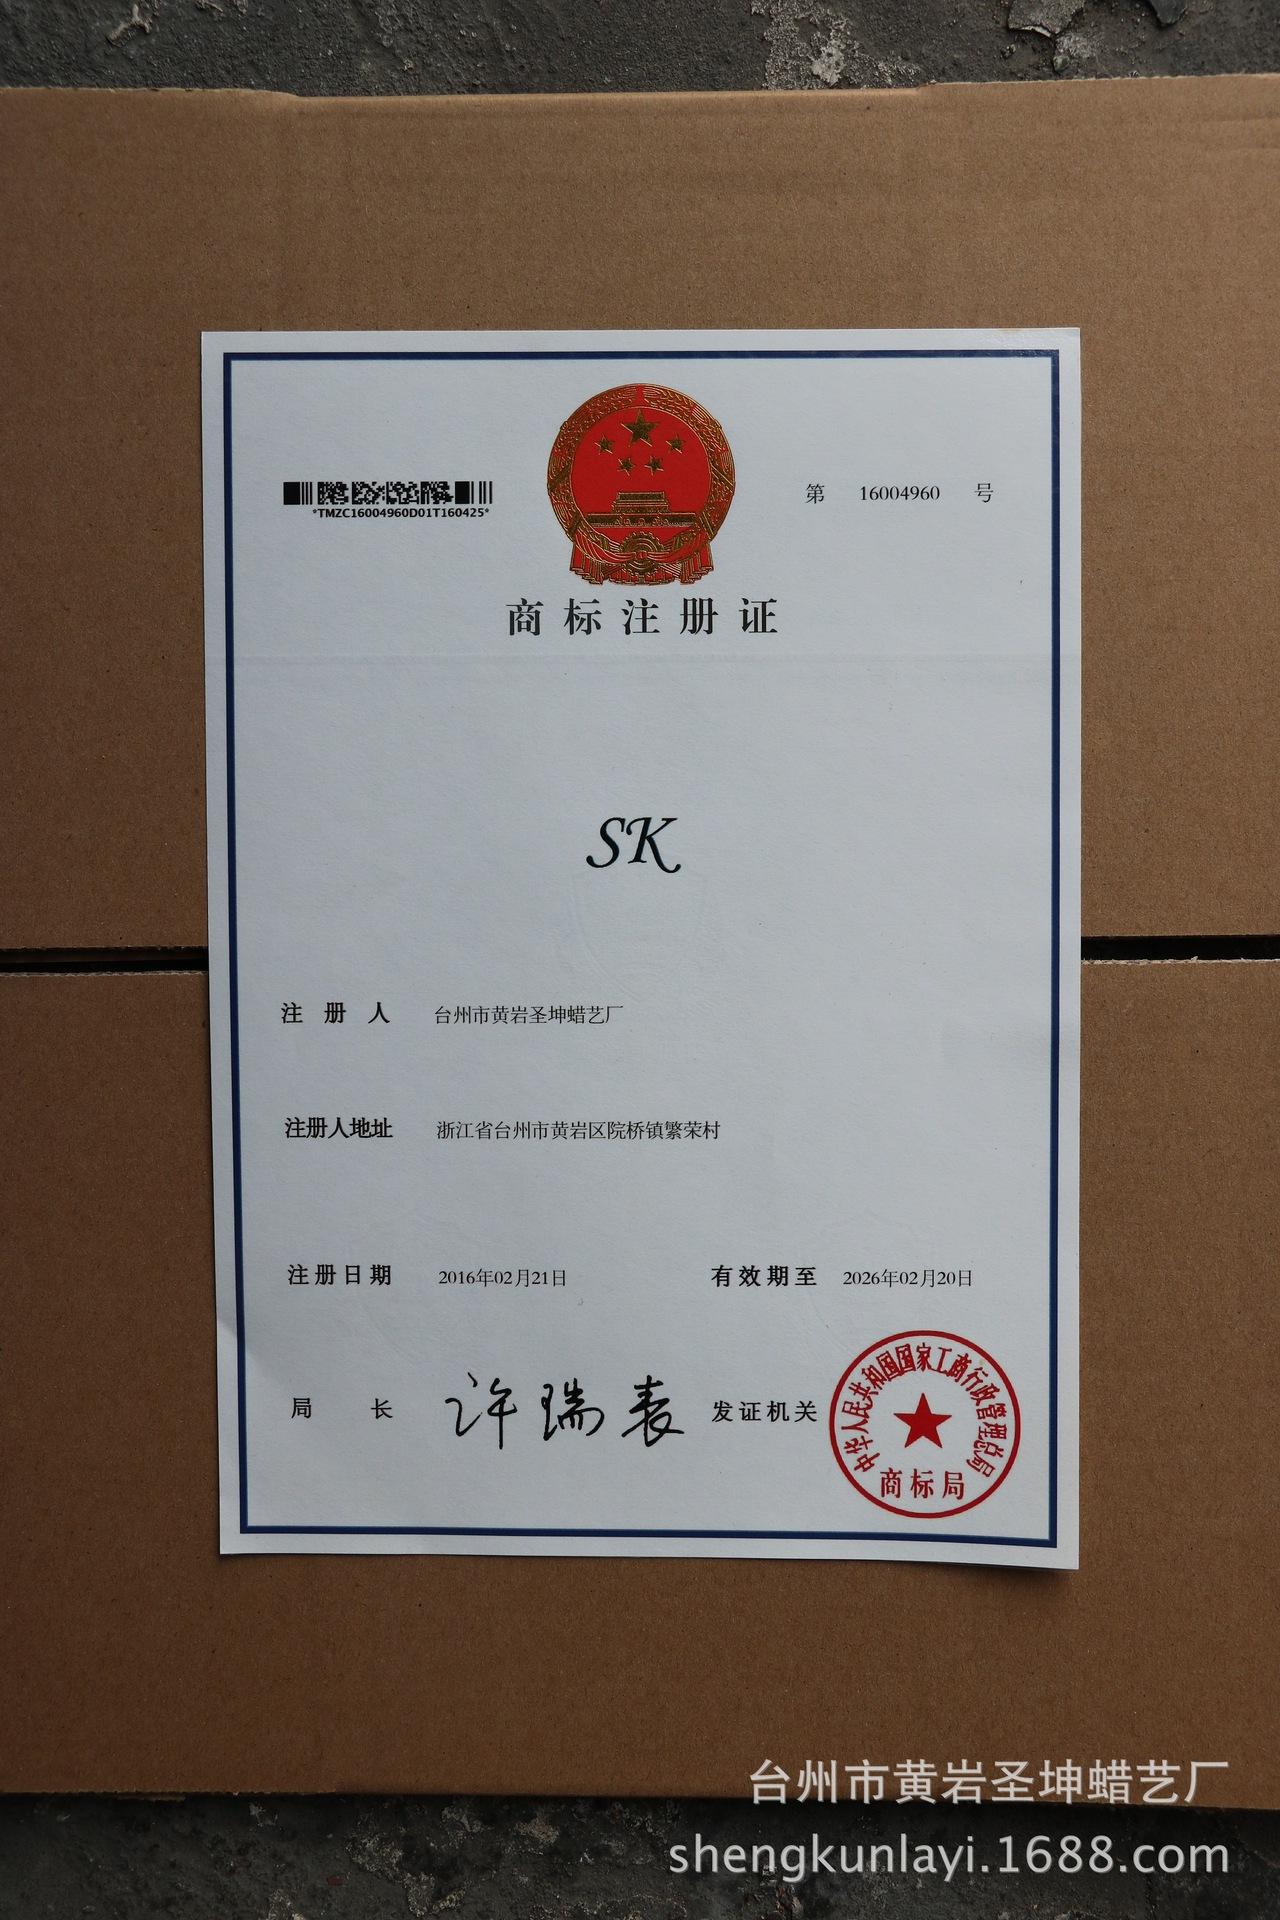 第 16004960 号
*TMZC16004960D01T160425*
商标注册证
SK
注册人 台州市黄岩圣坤蜡艺厂
注册人地址 浙江省台州市黄岩区院桥镇繁荣村
注册日期 2016年02月21日 有效期至 2026年02月20日
局长 许瑞表 发证机关
中华人民共和国国家工商行政管理总局
商标局
台州市黄岩圣坤蜡艺厂
shengkunlayi.1688.com